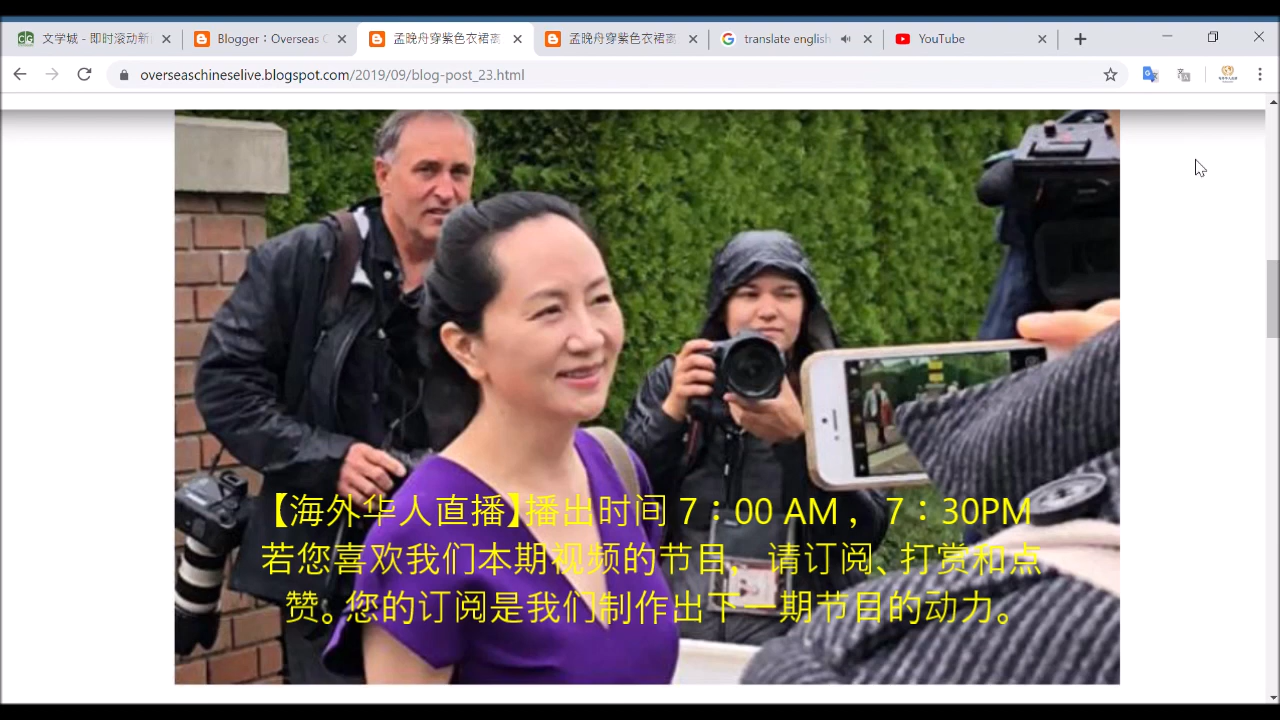 文学城 - 即时滚动新
Blogger：Overseas C
孟晚舟穿紫色衣裙离
孟晚舟穿紫色衣裙离
translate english
YouTube
overseaschineselive.blogspot.com/2019/09/blog-post_23.html
【海外华人直播】播出时间 7：00 AM ， 7：30PM
若您喜欢我们本期视频的节目， 请订阅、打赏和点
赞。您的订阅是我们制作出下一期节目的动力。